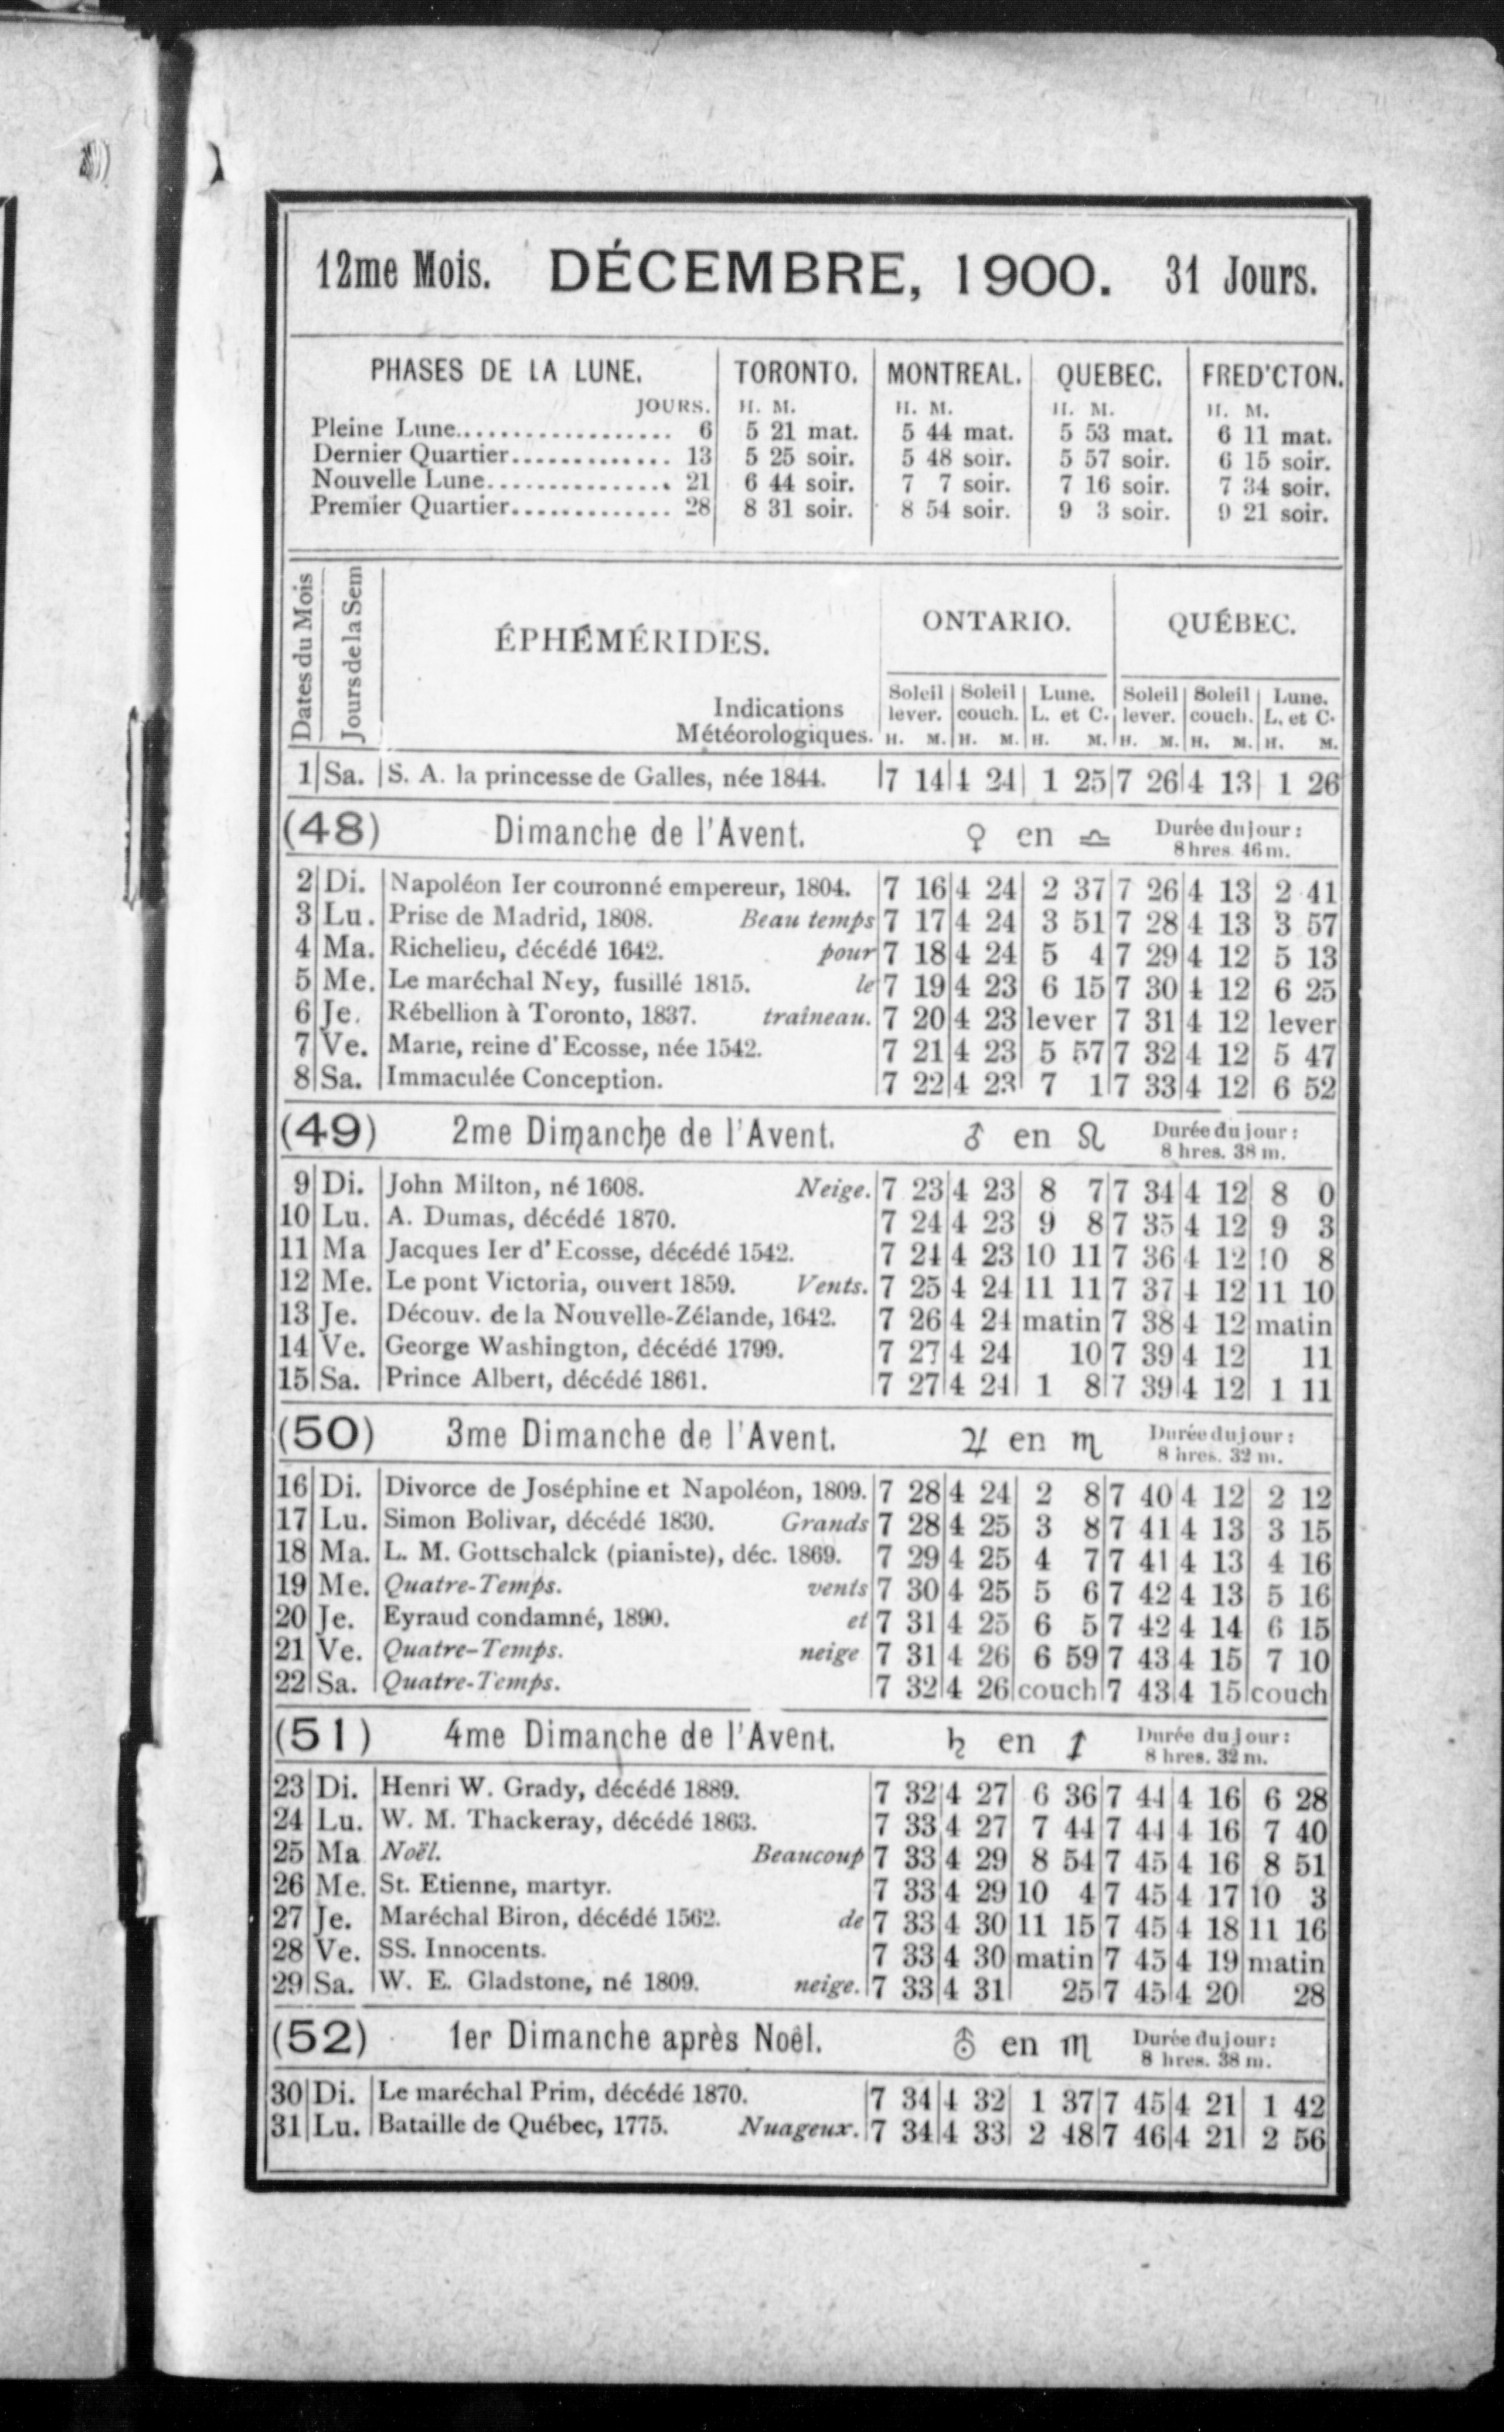 12me Mois. DÉCEMBRE, 1900. 31 Jours.
PHASES DE LA LUNE. TORONTO. MONTREAL. QUEBEC. FRED'CTON.
JOURS. H. M. H. M. H. M. H. M.
Pleine Lune................... 6 5 21 mat. 5 44 mat. 5 53 mat. 6 11 mat.
Dernier Quartier............. 13 5 25 soir. 5 48 soir. 5 57 soir. 6 15 soir.
Nouvelle Lune................ 21 6 44 soir. 7 7 soir. 7 16 soir. 7 34 soir.
Premier Quartier............. 28 8 31 soir. 8 54 soir. 9 3 soir. 9 21 soir.
Dates du Mois
Jours de la Sem
ÉPHÉMÉRIDES.
Indications
Météorologiques.
ONTARIO. QUÉBEC.
Soleil Soleil Lune. Soleil Soleil Lune.
lever. couch. L. et C. lever. couch. L. et C.
H. M. H. M. H. M. H. M. H. M. H. M.
1 Sa. S. A. la princesse de Galles, née 1844. 7 14 4 24 1 25 7 26 4 13 1 26
(48) Dimanche de l'Avent. ♀ en ♎ Durée du jour :
8 hres 46 m.
2 Di. Napoléon Ier couronné empereur, 1804. 7 16 4 24 2 37 7 26 4 13 2 41
3 Lu. Prise de Madrid, 1808. Beau temps 7 17 4 24 3 51 7 28 4 13 3 57
4 Ma. Richelieu, décédé 1642. pour 7 18 4 24 5 4 7 29 4 12 5 13
5 Me. Le maréchal Ney, fusillé 1815. le 7 19 4 23 6 15 7 30 4 12 6 25
6 Je. Rébellion à Toronto, 1837. traîneau. 7 20 4 23 lever 7 31 4 12 lever
7 Ve. Marie, reine d'Ecosse, née 1542. 7 21 4 23 5 57 7 32 4 12 5 47
8 Sa. Immaculée Conception. 7 22 4 23 7 1 7 33 4 12 6 52
(49) 2me Dimanche de l'Avent. ♂ en ♌ Durée du jour :
8 hres. 38 m.
9 Di. John Milton, né 1608. Neige. 7 23 4 23 8 7 7 34 4 12 8 0
10 Lu. A. Dumas, décédé 1870. 7 24 4 23 9 8 7 35 4 12 9 3
11 Ma Jacques Ier d'Ecosse, décédé 1542. 7 24 4 23 10 11 7 36 4 12 10 8
12 Me. Le pont Victoria, ouvert 1859. Vents. 7 25 4 24 11 11 7 37 4 12 11 10
13 Je. Découv. de la Nouvelle-Zélande, 1642. 7 26 4 24 matin 7 38 4 12 matin
14 Ve. George Washington, décédé 1799. 7 27 4 24 10 7 39 4 12 11
15 Sa. Prince Albert, décédé 1861. 7 27 4 24 1 8 7 39 4 12 1 11
(50) 3me Dimanche de l'Avent. ♃ en ♏ Durée du jour :
8 hres. 32 m.
16 Di. Divorce de Joséphine et Napoléon, 1809. 7 28 4 24 2 8 7 40 4 12 2 12
17 Lu. Simon Bolivar, décédé 1830. Grands 7 28 4 25 3 8 7 41 4 13 3 15
18 Ma. L. M. Gottschalck (pianiste), déc. 1869. 7 29 4 25 4 7 7 41 4 13 4 16
19 Me. Quatre-Temps. vents 7 30 4 25 5 6 7 42 4 13 5 16
20 Je. Eyraud condamné, 1890. et 7 31 4 25 6 5 7 42 4 14 6 15
21 Ve. Quatre-Temps. neige 7 31 4 26 6 59 7 43 4 15 7 10
22 Sa. Quatre-Temps. 7 32 4 26 couch 7 43 4 15 couch
(51) 4me Dimanche de l'Avent. ♄ en ♐ Durée du jour :
8 hres. 32 m.
23 Di. Henri W. Grady, décédé 1889. 7 32 4 27 6 36 7 44 4 16 6 28
24 Lu. W. M. Thackeray, décédé 1863. 7 33 4 27 7 44 7 44 4 16 7 40
25 Ma Noël. Beaucoup 7 33 4 29 8 54 7 45 4 16 8 51
26 Me. St. Etienne, martyr. 7 33 4 29 10 4 7 45 4 17 10 3
27 Je. Maréchal Biron, décédé 1562. de 7 33 4 30 11 15 7 45 4 18 11 16
28 Ve. SS. Innocents. 7 33 4 30 matin 7 45 4 19 matin
29 Sa. W. E. Gladstone, né 1809. neige. 7 33 4 31 25 7 45 4 20 28
(52) 1er Dimanche après Noël. ⛢ en ♏ Durée du jour :
8 hres. 38 m.
30 Di. Le maréchal Prim, décédé 1870. 7 34 4 32 1 37 7 45 4 21 1 42
31 Lu. Bataille de Québec, 1775. Nuageux. 7 34 4 33 2 48 7 46 4 21 2 56